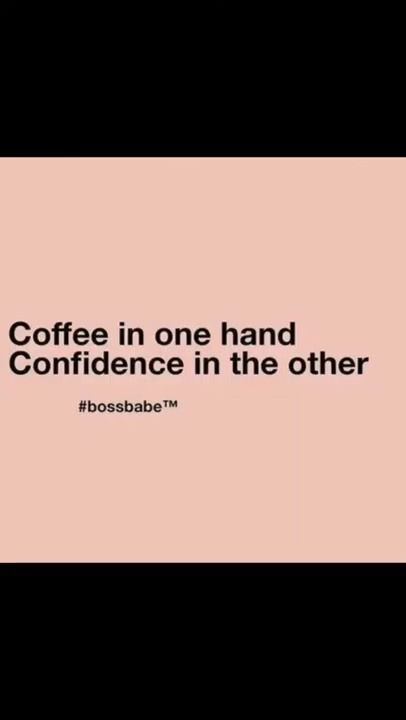 Coffee in one hand
Confidence in the other
#bossbabe™